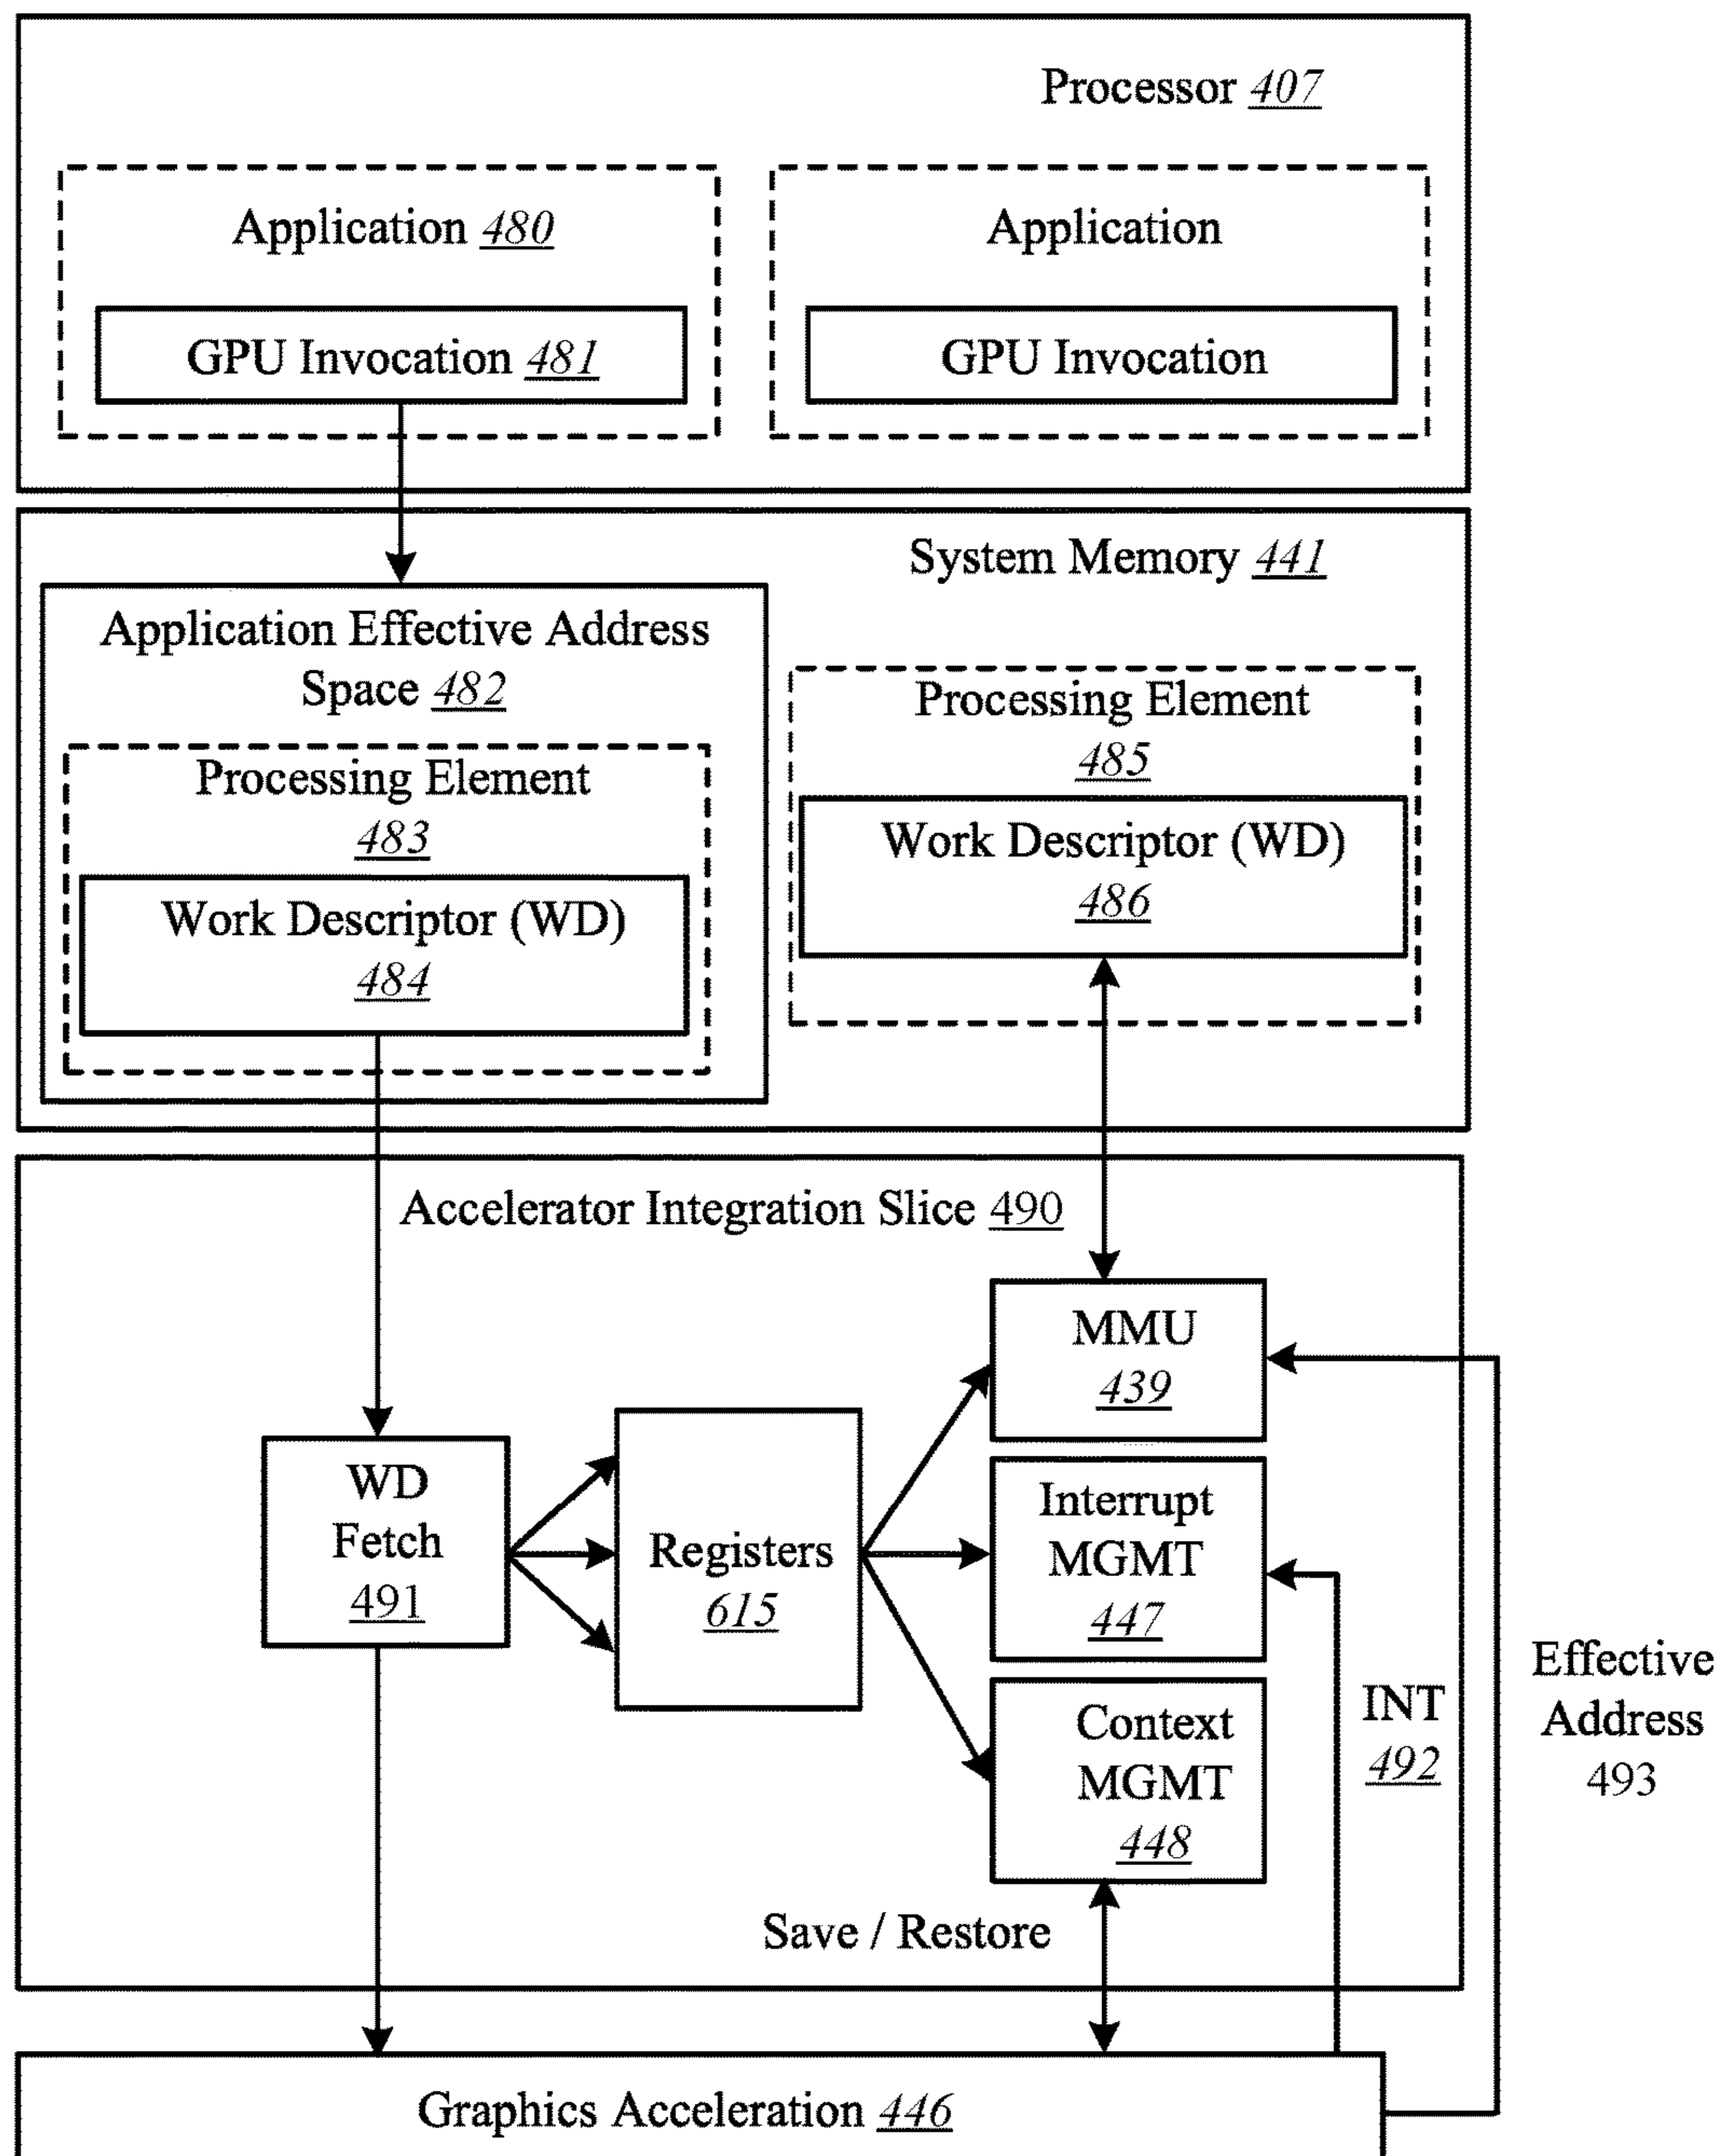 Processor 407
Application 480
GPU Invocation 481
Application
GPU Invocation
System Memory 441
Application Effective Address
Space 482
Processing Element
483
Work Descriptor (WD)
484
Processing Element
485
Work Descriptor (WD)
486
Accelerator Integration Slice 490
WD
Fetch
491
Registers
615
MMU
439
Interrupt
MGMT
447
Context
MGMT
448
INT
492
Effective
Address
493
Save / Restore
Graphics Acceleration 446